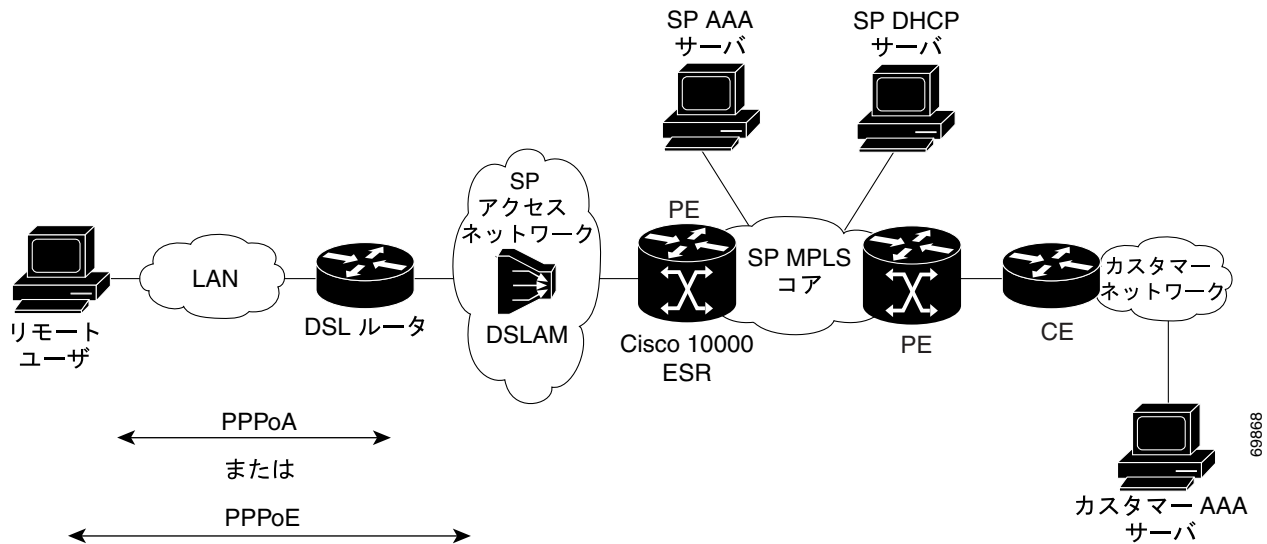 SP AAA
サーバ
SP DHCP
サーバ
SP
アクセス
ネットワーク
PE
SP MPLS
コア
カスタマー
ネットワーク
LAN
リモート
ユーザ
DSL ルータ
DSLAM
Cisco 10000
ESR
PE
CE
PPPoA
または
PPPoE
カスタマー AAA
サーバ
69868